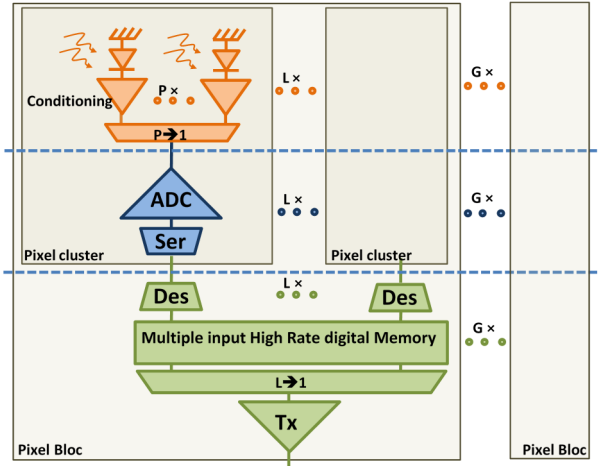 Conditioning
P ×
L ×
G ×
P➔1
ADC
L ×
G ×
Ser
Pixel cluster
Pixel cluster
Des
L ×
Des
Multiple input High Rate digital Memory
G ×
L➔1
Tx
Pixel Bloc
Pixel Bloc